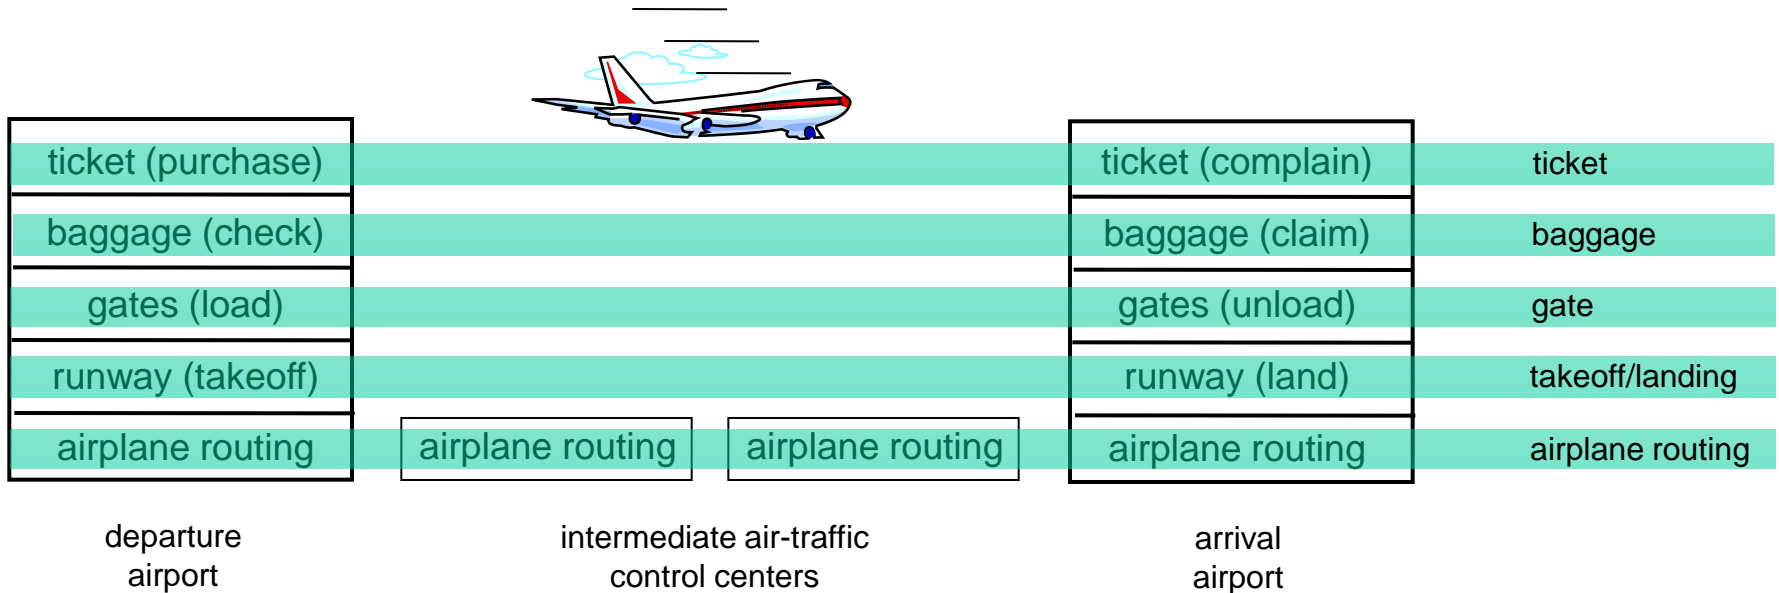 ticket (purchase) ticket (complain) ticket
baggage (check) baggage (claim) baggage
gates (load) gates (unload) gate
runway (takeoff) runway (land) takeoff/landing
airplane routing airplane routing airplane routing airplane routing airplane routing
departure
airport
intermediate air-traffic
control centers
arrival
airport